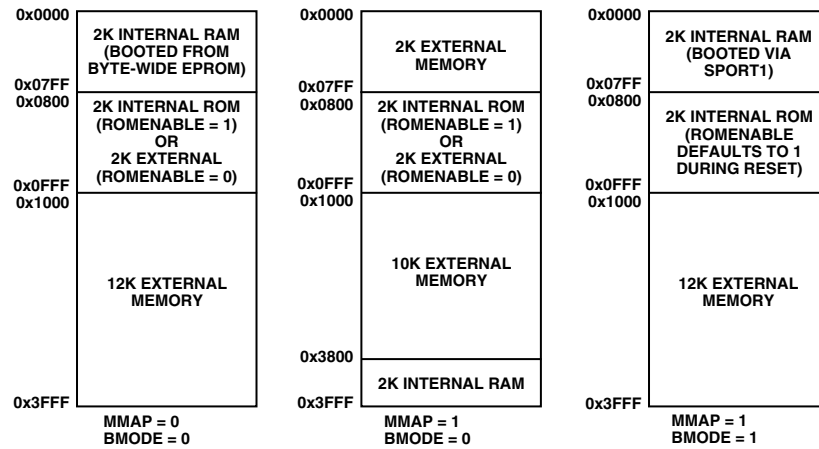 0x0000
2K INTERNAL RAM
(BOOTED FROM
BYTE-WIDE EPROM)
0x07FF
0x0800
2K INTERNAL ROM
(ROMENABLE = 1)
OR
2K EXTERNAL
(ROMENABLE = 0)
0x0FFF
0x1000
12K EXTERNAL
MEMORY
0x3FFF
MMAP = 0
BMODE = 0
0x0000
2K EXTERNAL
MEMORY
0x07FF
0x0800
2K INTERNAL ROM
(ROMENABLE = 1)
OR
2K EXTERNAL
(ROMENABLE = 0)
0x0FFF
0x1000
10K EXTERNAL
MEMORY
0x3800
2K INTERNAL RAM
0x3FFF
MMAP = 1
BMODE = 0
0x0000
2K INTERNAL RAM
(BOOTED VIA
SPORT1)
0x07FF
0x0800
2K INTERNAL ROM
(ROMENABLE
DEFAULTS TO 1
DURING RESET)
0x0FFF
0x1000
12K EXTERNAL
MEMORY
0x3FFF
MMAP = 1
BMODE = 1